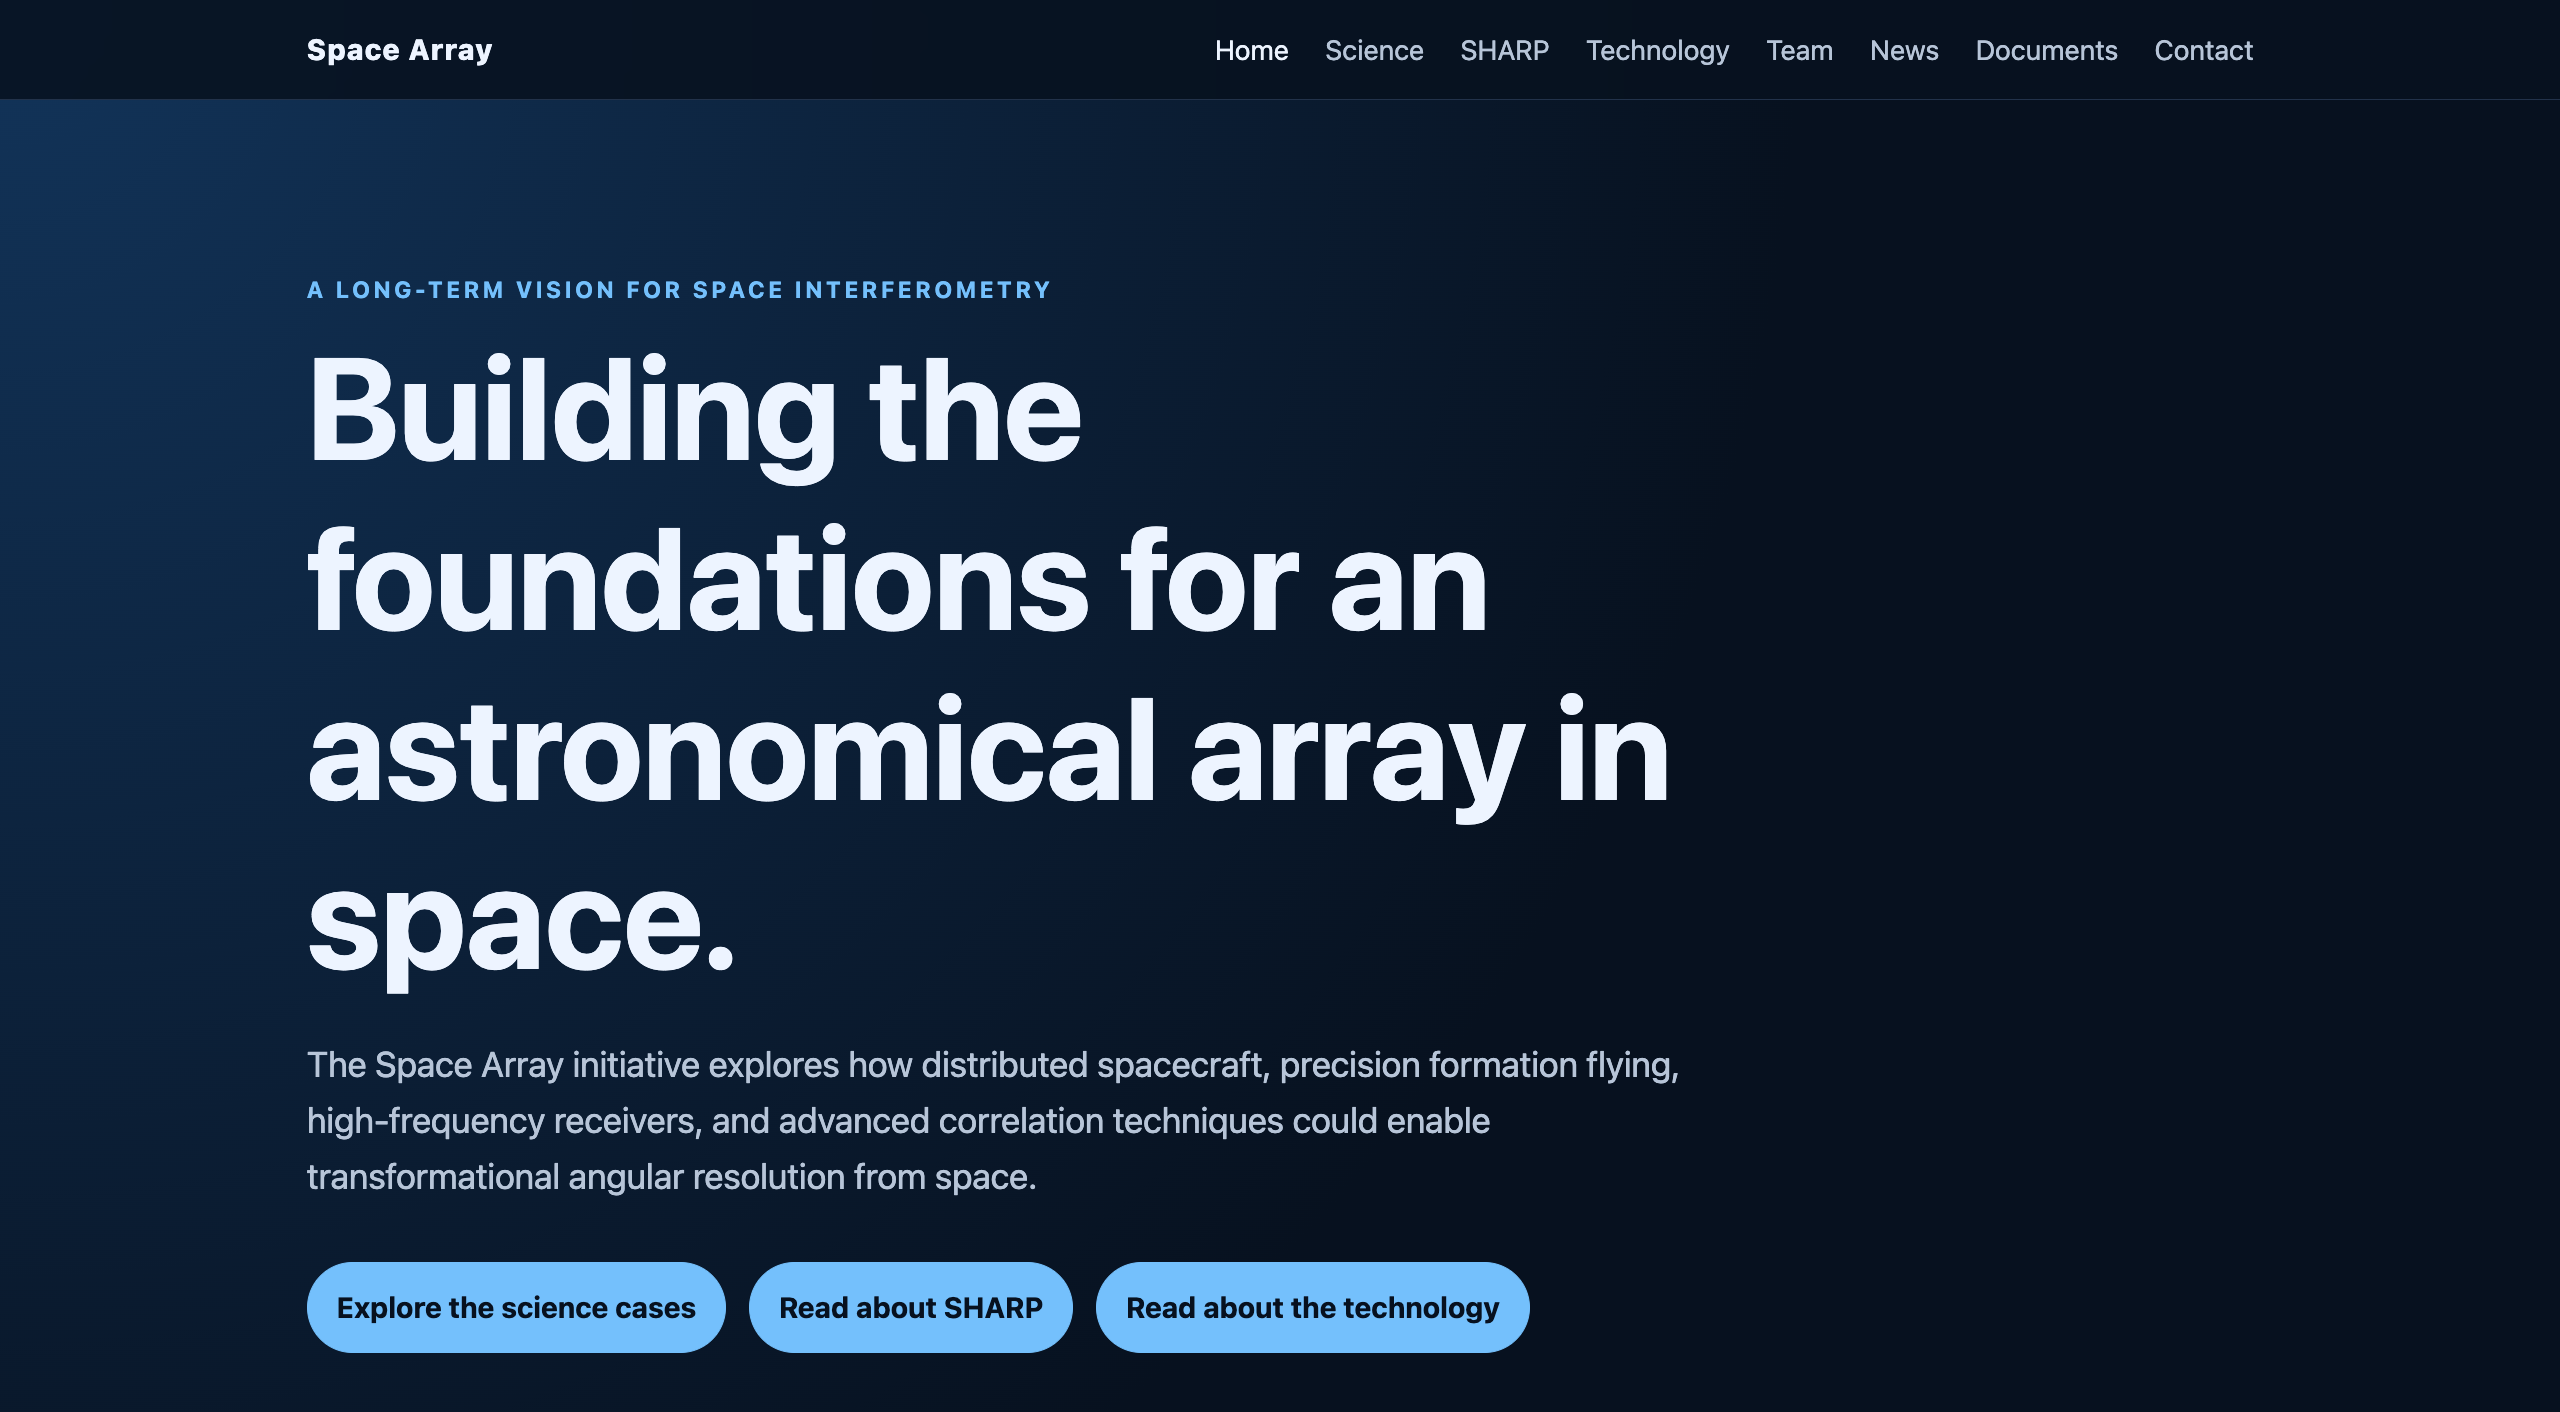 Space Array
Home Science SHARP Technology Team News Documents Contact
A LONG-TERM VISION FOR SPACE INTERFEROMETRY
Building the
foundations for an
astronomical array in
space.
The Space Array initiative explores how distributed spacecraft, precision formation flying,
high-frequency receivers, and advanced correlation techniques could enable
transformational angular resolution from space.
Explore the science cases
Read about SHARP
Read about the technology